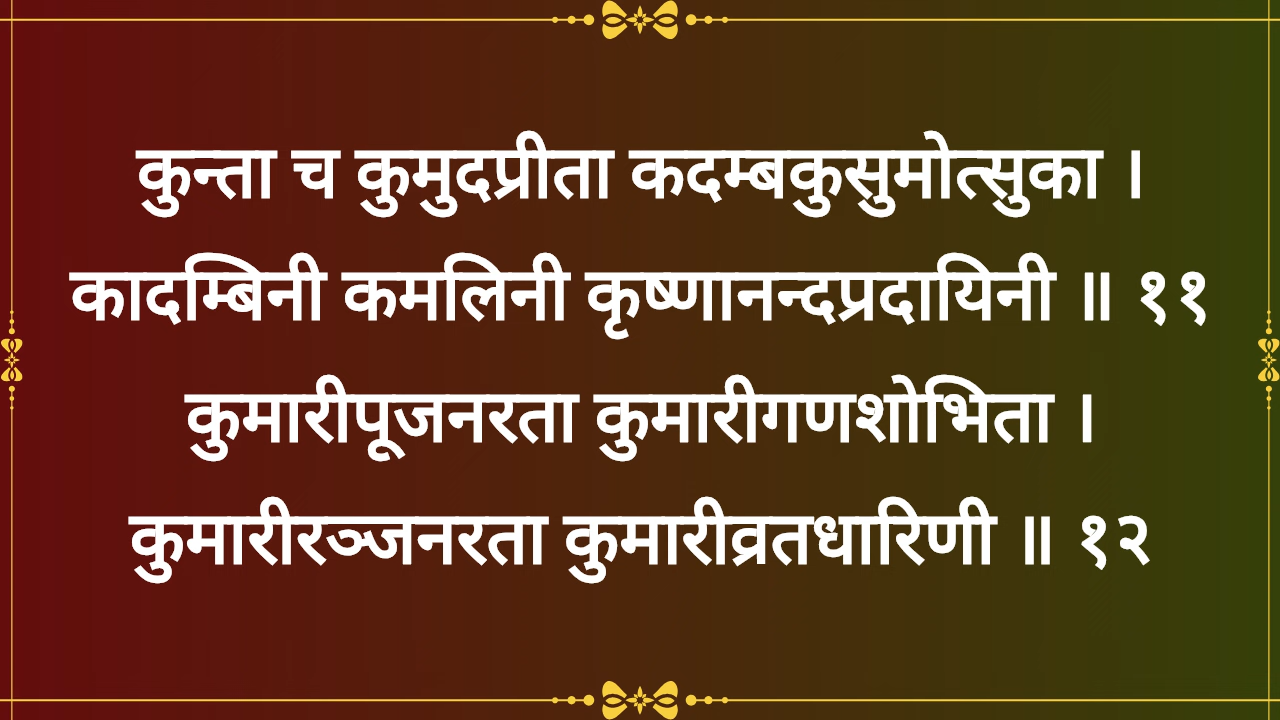 कुन्ता च कुमुदप्रीता कदम्बकुसुमोत्सुका ।
कादम्बिनी कमलिनी कृष्णानन्दप्रदायिनी ॥ ११
कुमारीपूजनरता कुमारीगणशोभिता ।
कुमारीरञ्जनरता कुमारीव्रतधारिणी ॥ १२